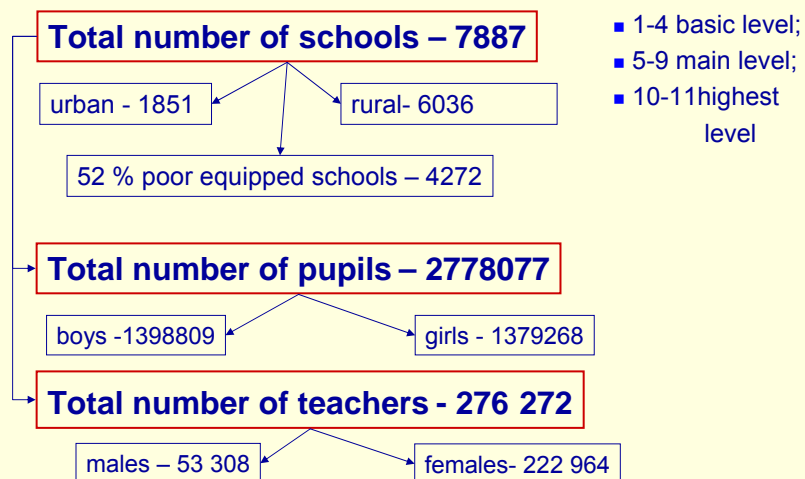 Total number of schools – 7887
urban - 1851
rural- 6036
52 % poor equipped schools – 4272
■ 1-4 basic level;
■ 5-9 main level;
■ 10-11highest
level
Total number of pupils – 2778077
boys -1398809
girls - 1379268
Total number of teachers - 276 272
males – 53 308
females- 222 964